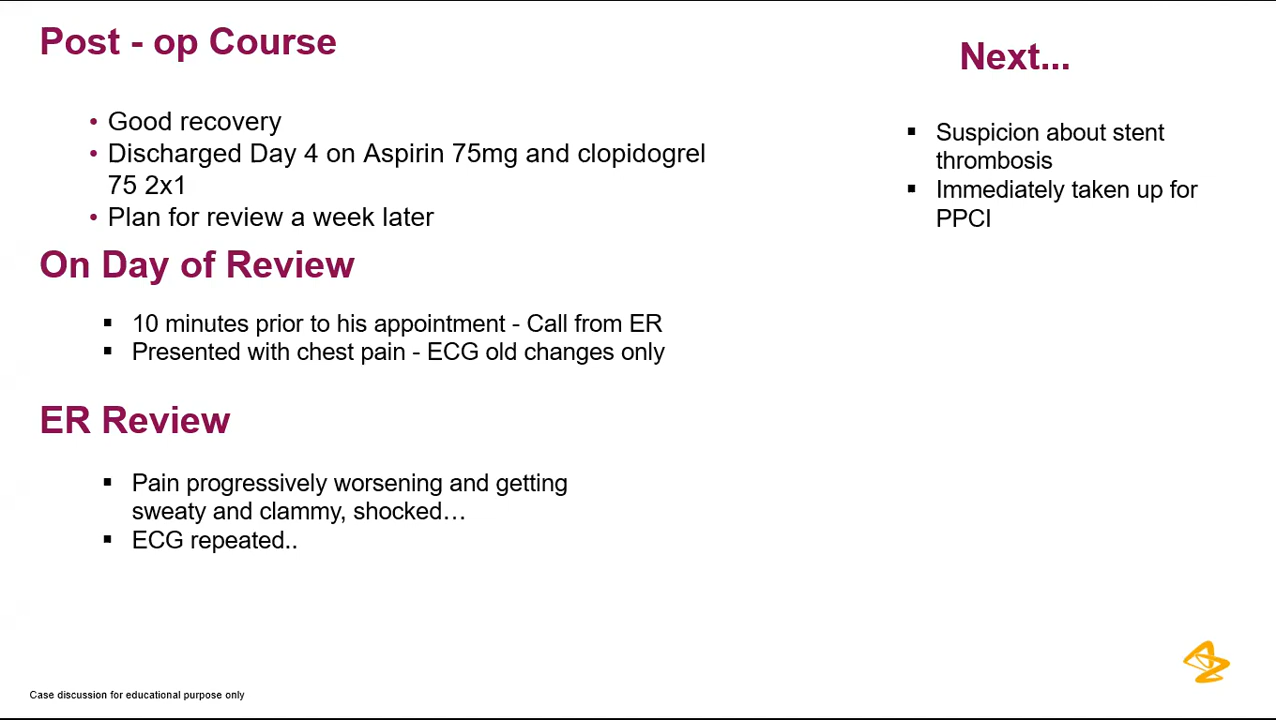 Post - op Course
• Good recovery
• Discharged Day 4 on Aspirin 75mg and clopidogrel
75 2x1
• Plan for review a week later
On Day of Review
▪ 10 minutes prior to his appointment - Call from ER
▪ Presented with chest pain - ECG old changes only
ER Review
▪ Pain progressively worsening and getting
sweaty and clammy, shocked…
▪ ECG repeated..
Next...
▪ Suspicion about stent
thrombosis
▪ Immediately taken up for
PPCI
Case discussion for educational purpose only